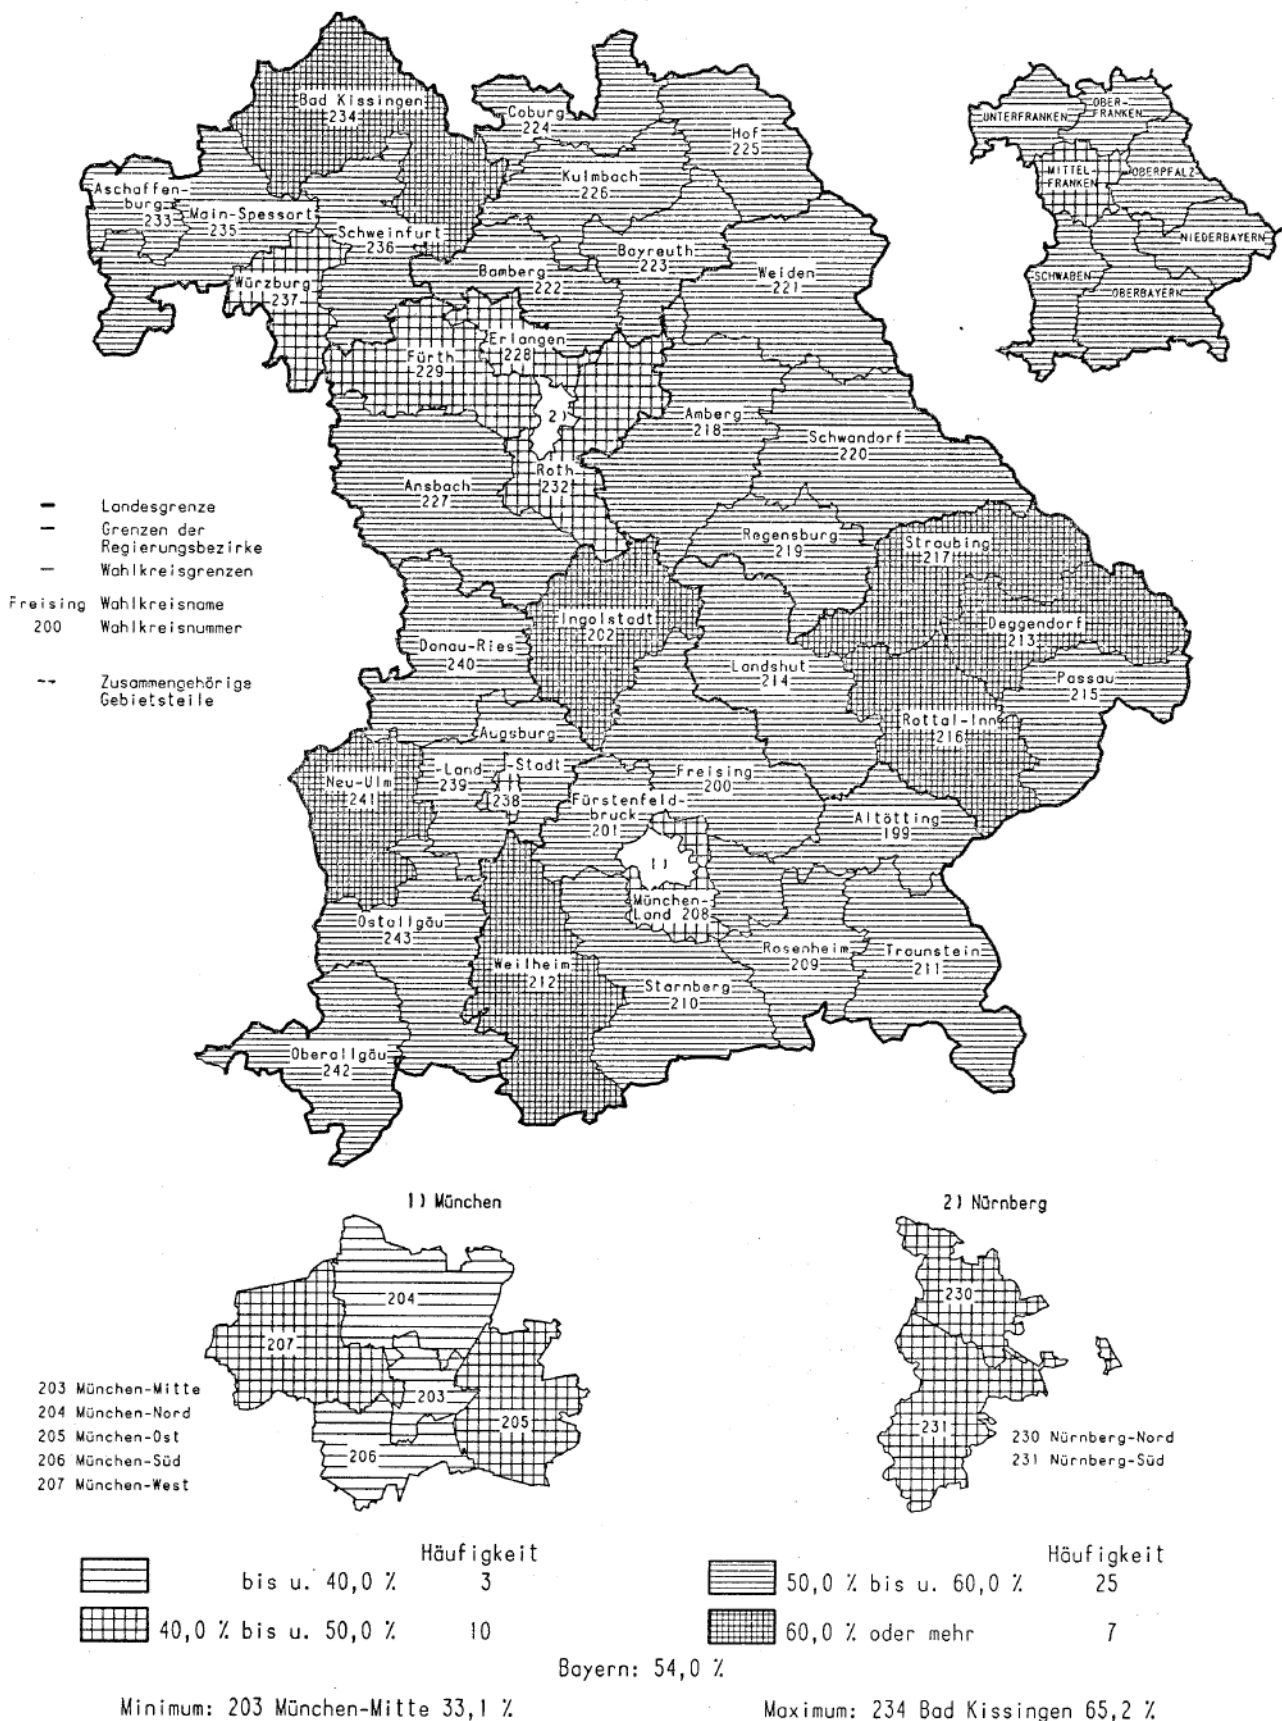 Bad Kissingen
234
Coburg
224
Hof
225
Kulmbach
226
Aschaffen-
burg
233
Main-Spessart
235
Schweinfurt
236
Würzburg
237
Bamberg
222
Bayreuth
223
Weiden
221
Fürth
229
Erlangen
228
2)
Amberg
218
Schwandorf
220
Roth
232
Ansbach
227
Regensburg
219
Straubing
217
Ingolstadt
202
Deggendorf
213
Donau-Ries
240
Landshut
214
Passau
215
Rottal-Inn
216
Augsburg
-Land
239
-Stadt
238
Neu-Ulm
241
Freising
200
Fürstenfeld-
bruck
201
Altötting
199
1)
München-
Land 208
Ostallgäu
243
Weilheim
212
Rosenheim
209
Traunstein
211
Starnberg
210
Oberallgäu
242
UNTERFRANKEN
OBER-
FRANKEN
MITTEL-
FRANKEN
OBERPFALZ
NIEDERBAYERN
SCHWABEN
OBERBAYERN
Landesgrenze
Grenzen der
Regierungsbezirke
Wahlkreisgrenzen
Freising Wahlkreisname
200 Wahlkreisnummer
Zusammengehörige
Gebietsteile
1) München
204
207
203
205
206
203 München-Mitte
204 München-Nord
205 München-Ost
206 München-Süd
207 München-West
2) Nürnberg
230
231
230 Nürnberg-Nord
231 Nürnberg-Süd
Häufigkeit
bis u. 40,0 % 3
40,0 % bis u. 50,0 % 10
Häufigkeit
50,0 % bis u. 60,0 % 25
60,0 % oder mehr 7
Bayern: 54,0 %
Minimum: 203 München-Mitte 33,1 %
Maximum: 234 Bad Kissingen 65,2 %